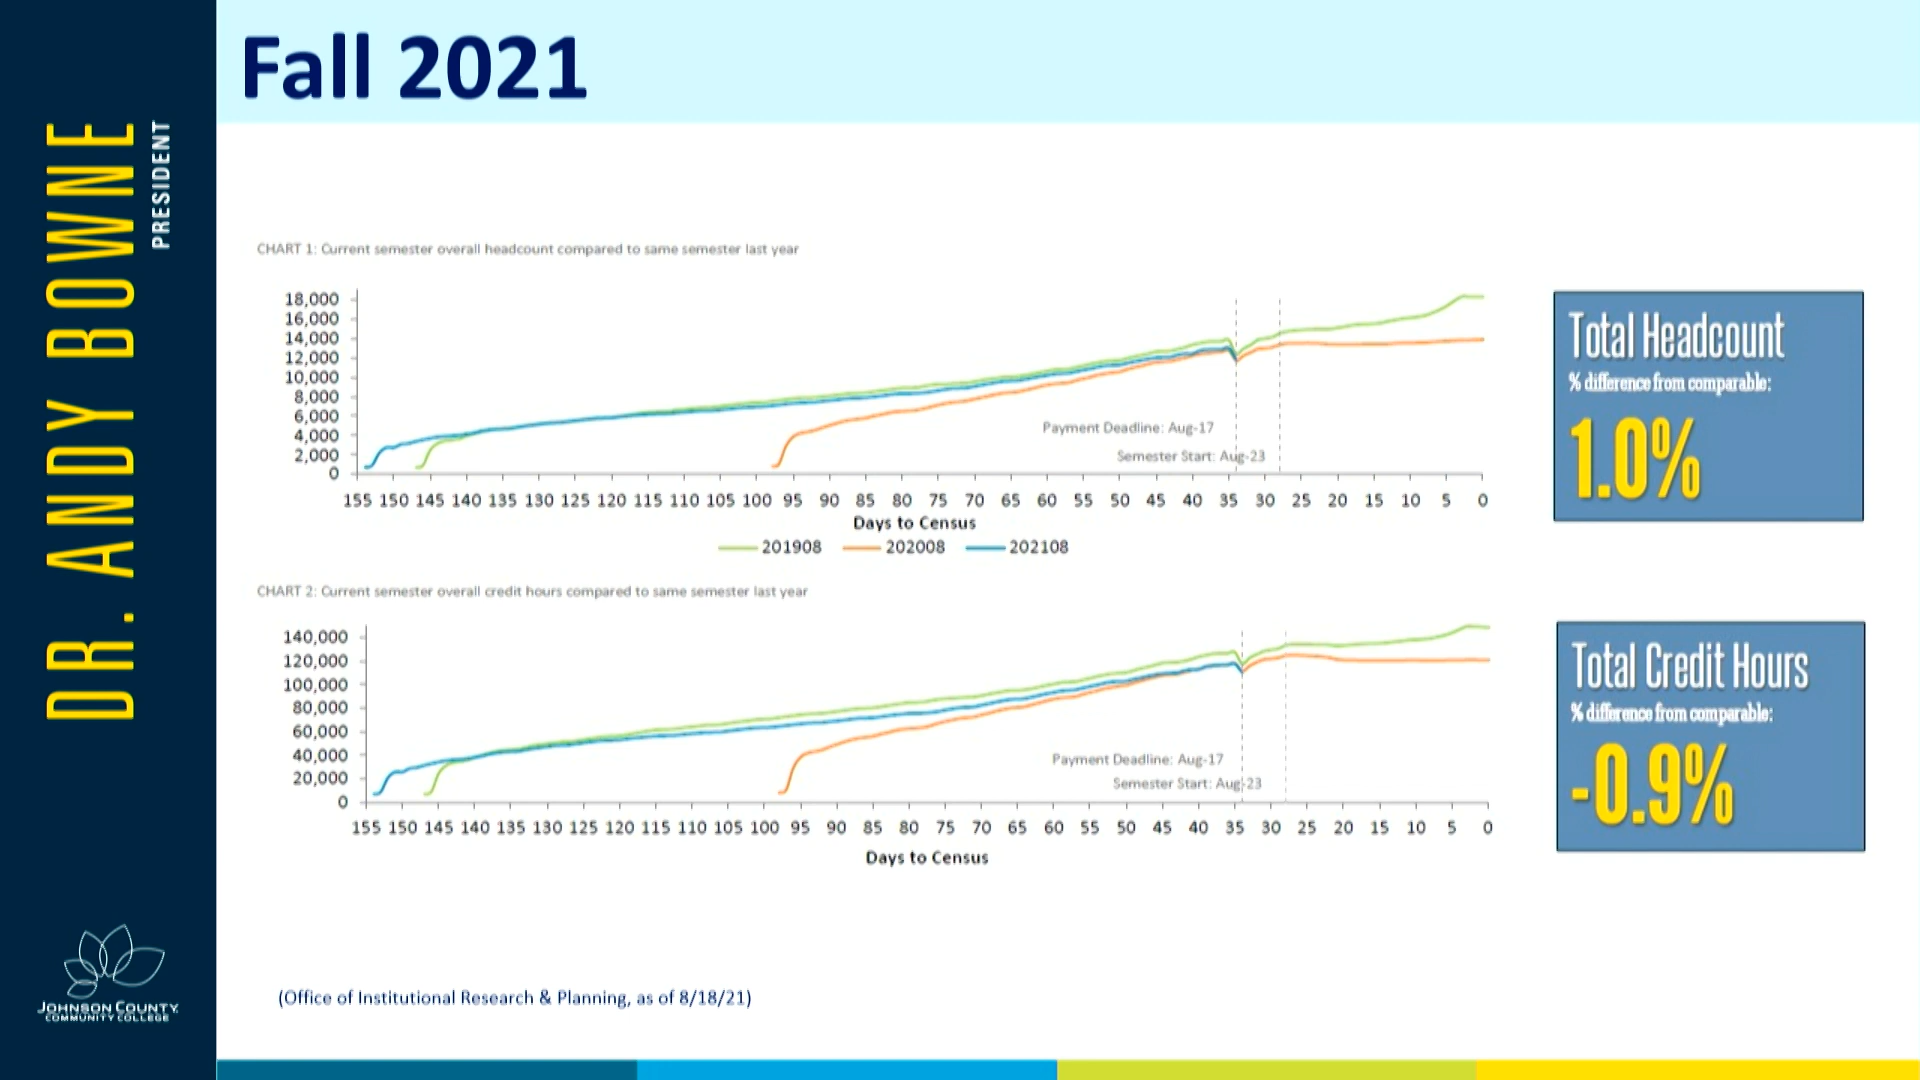 Fall 2021
DR. ANDY BOWNE
PRESIDENT
CHART 1: Current semester overall headcount compared to same semester last year
18,000
16,000
14,000
12,000
10,000
8,000
6,000
4,000
2,000
0
Payment Deadline: Aug-17
Semester Start: Aug-23
155 150 145 140 135 130 125 120 115 110 105 100 95 90 85 80 75 70 65 60 55 50 45 40 35 30 25 20 15 10 5 0
Days to Census
201908 202008 202108
Total Headcount
% difference from comparable:
1.0%
CHART 2: Current semester overall credit hours compared to same semester last year
140,000
120,000
100,000
80,000
60,000
40,000
20,000
0
Payment Deadline: Aug-17
Semester Start: Aug-23
155 150 145 140 135 130 125 120 115 110 105 100 95 90 85 80 75 70 65 60 55 50 45 40 35 30 25 20 15 10 5 0
Days to Census
Total Credit Hours
% difference from comparable:
-0.9%
(Office of Institutional Research & Planning, as of 8/18/21)
JOHNSON COUNTY
COMMUNITY COLLEGE